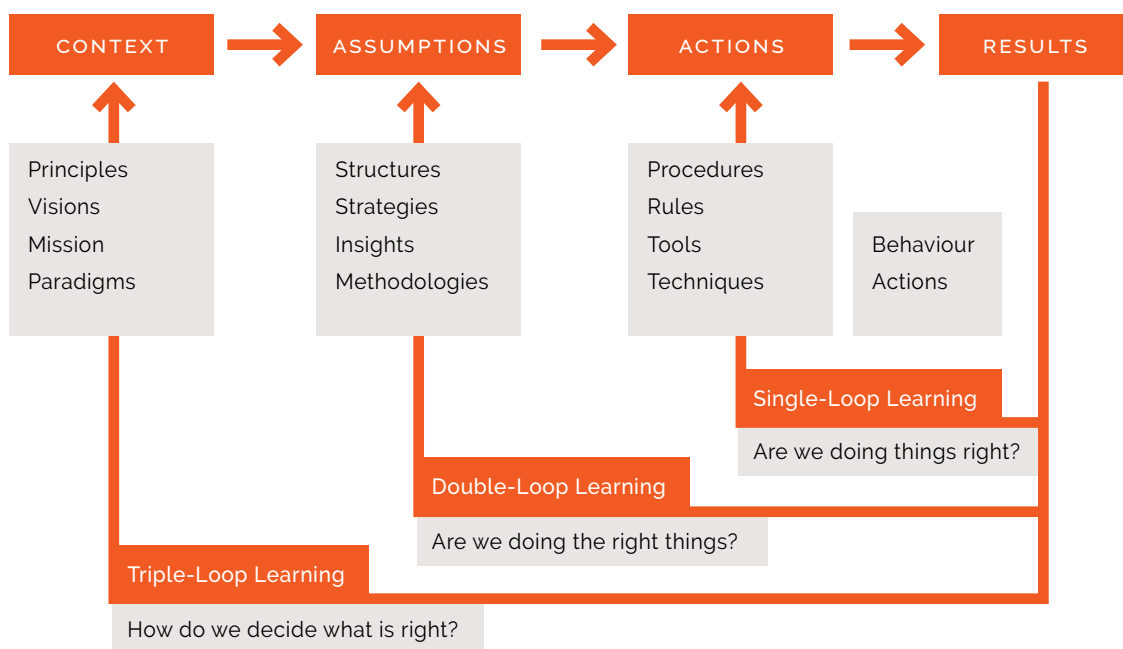 CONTEXT
ASSUMPTIONS
ACTIONS
RESULTS
Principles
Visions
Mission
Paradigms
Structures
Strategies
Insights
Methodologies
Procedures
Rules
Tools
Techniques
Behaviour
Actions
Single-Loop Learning
Are we doing things right?
Double-Loop Learning
Are we doing the right things?
Triple-Loop Learning
How do we decide what is right?